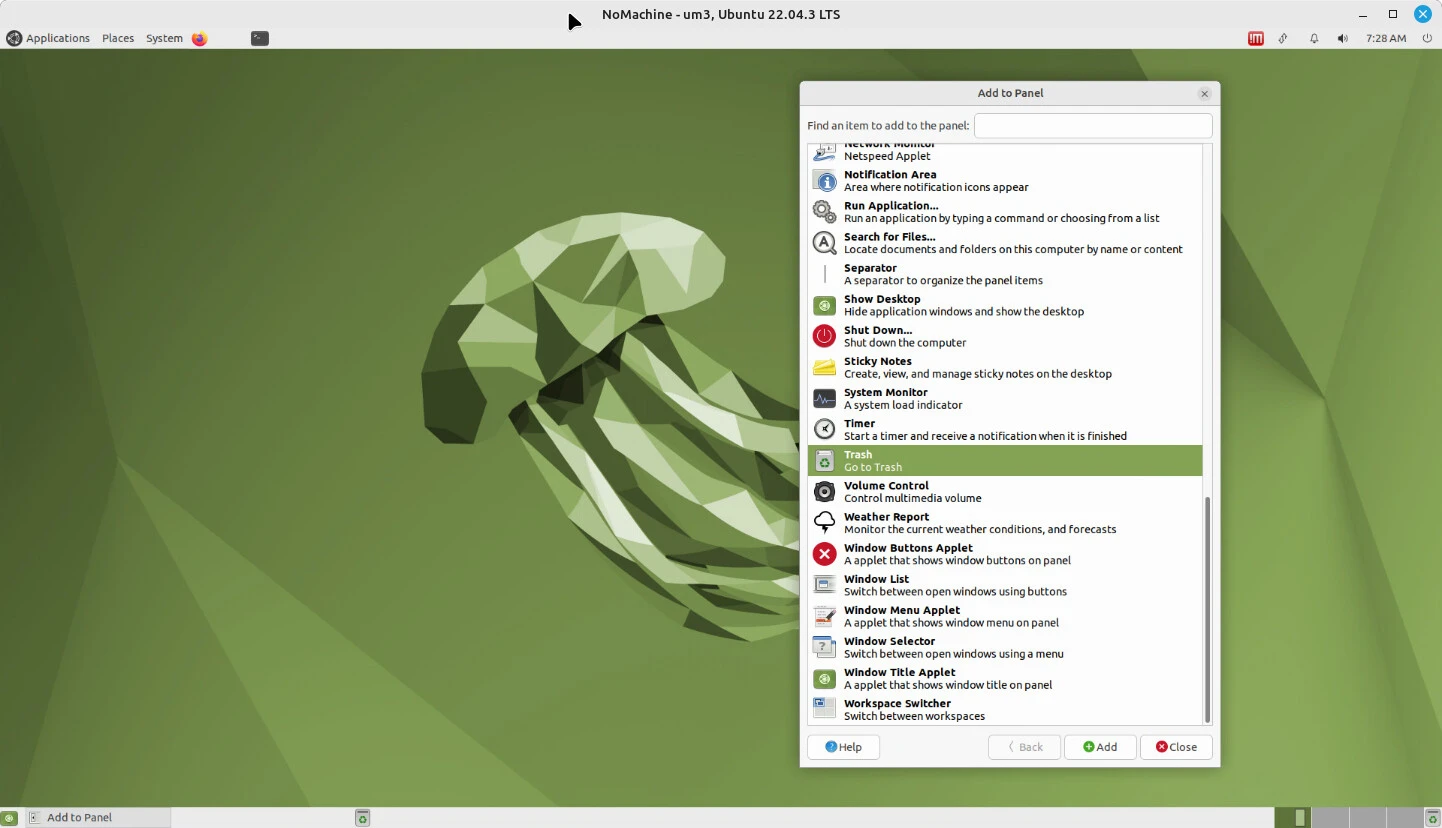 NoMachine - um3, Ubuntu 22.04.3 LTS
Applications Places System 7:28 AM
Add to Panel
Find an item to add to the panel:
Network Monitor
Netspeed Applet
Notification Area
Area where notification icons appear
Run Application...
Run an application by typing a command or choosing from a list
Search for Files...
Locate documents and folders on this computer by name or content
Separator
A separator to organize the panel items
Show Desktop
Hide application windows and show the desktop
Shut Down...
Shut down the computer
Sticky Notes
Create, view, and manage sticky notes on the desktop
System Monitor
A system load indicator
Timer
Start a timer and receive a notification when it is finished
Trash
Go to Trash
Volume Control
Control multimedia volume
Weather Report
Monitor the current weather conditions, and forecasts
Window Buttons Applet
A applet that shows window buttons on panel
Window List
Switch between open windows using buttons
Window Menu Applet
A applet that shows window menu on panel
Window Selector
Switch between open windows using a menu
Window Title Applet
A applet that shows window title on panel
Workspace Switcher
Switch between workspaces
Help Back Add Close
Add to Panel